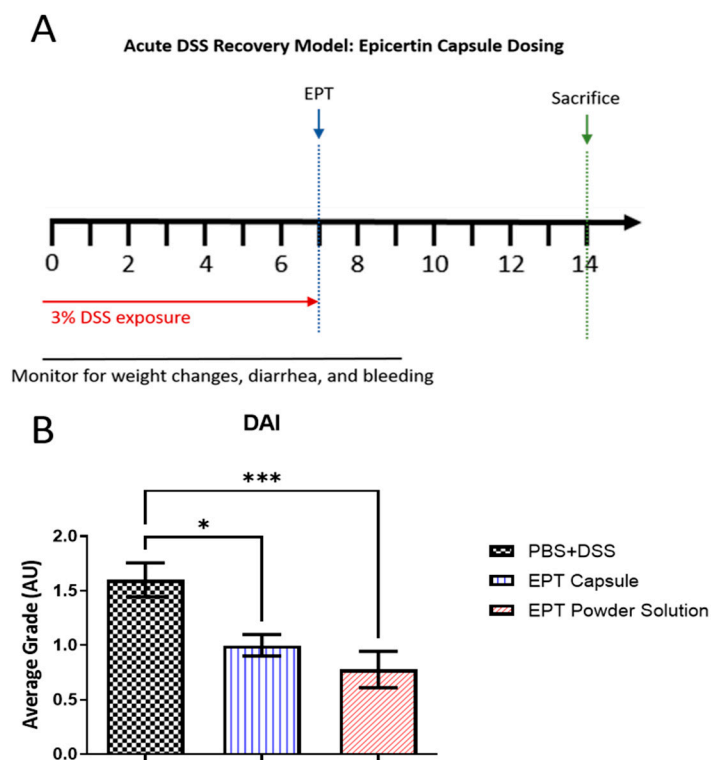 A
Acute DSS Recovery Model: Epicertin Capsule Dosing
EPT
Sacrifice
0 2 4 6 8 10 12 14
3% DSS exposure
Monitor for weight changes, diarrhea, and bleeding
B
DAI
***
*
2.0
1.5
1.0
0.5
0.0
Average Grade (AU)
PBS+DSS
EPT Capsule
EPT Powder Solution